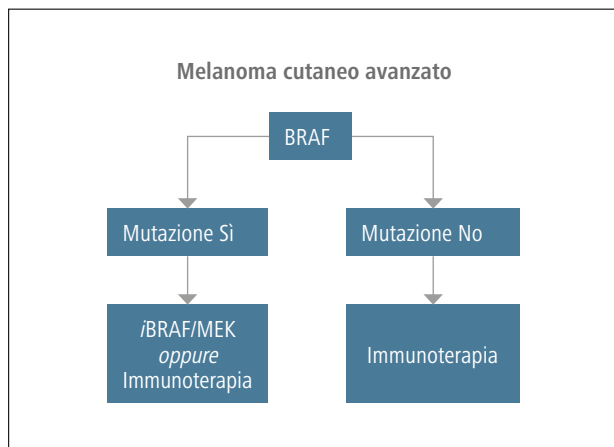 Melanoma cutaneo avanzato
BRAF
Mutazione Sì
Mutazione No
iBRAF/MEK
oppure
Immunoterapia
Immunoterapia